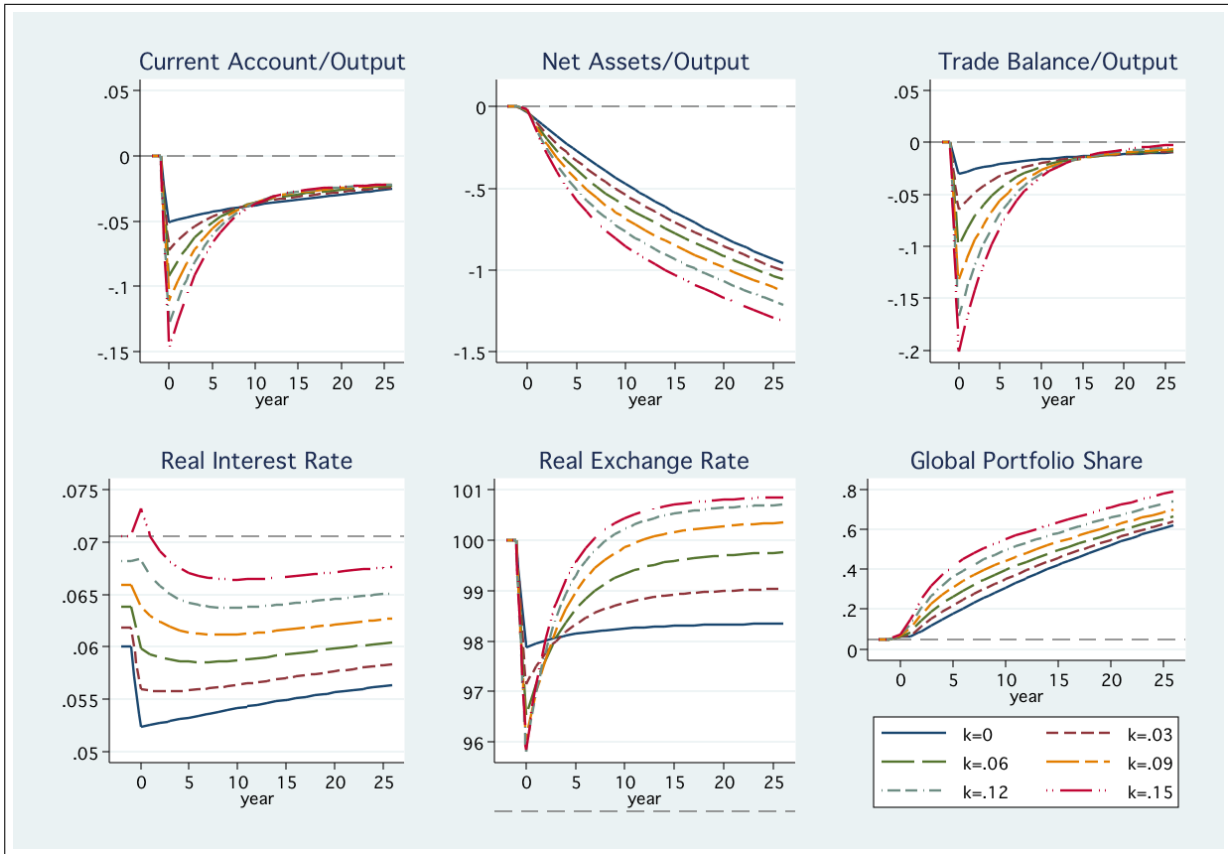 Current Account/Output
.05
0
-.05
-.1
-.15
0 5 10 15 20 25
year
Net Assets/Output
0
-.5
-1
-1.5
0 5 10 15 20 25
year
Trade Balance/Output
.05
0
-.05
-.1
-.15
-.2
0 5 10 15 20 25
year
Real Interest Rate
.075
.07
.065
.06
.055
.05
0 5 10 15 20 25
year
Real Exchange Rate
101
100
99
98
97
96
0 5 10 15 20 25
year
Global Portfolio Share
.8
.6
.4
.2
0
0 5 10 15 20 25
year
k=0 k=.03
k=.06 k=.09
k=.12 k=.15